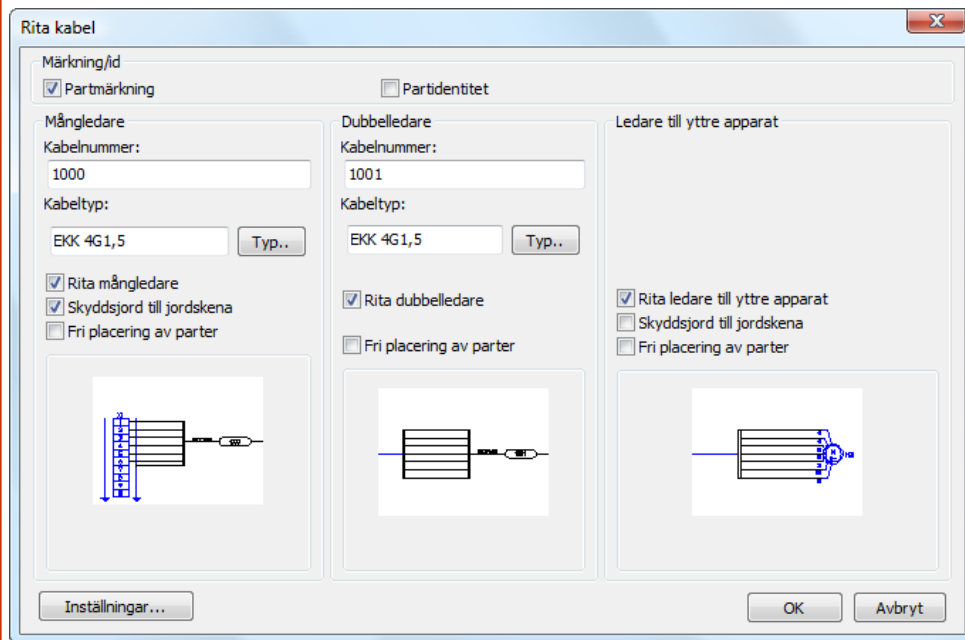 Rita kabel
Märkning/id
Partmärkning
Partidentitet
Mångledare
Kabelnummer:
1000
Kabeltyp:
EKK 4G1,5
Typ..
Rita mångledare
Skyddsjord till jordskena
Fri placering av parter
Dubbelledare
Kabelnummer:
1001
Kabeltyp:
EKK 4G1,5
Typ..
Rita dubbelledare
Fri placering av parter
Ledare till yttre apparat
Rita ledare till yttre apparat
Skyddsjord till jordskena
Fri placering av parter
Inställningar...
OK
Avbryt